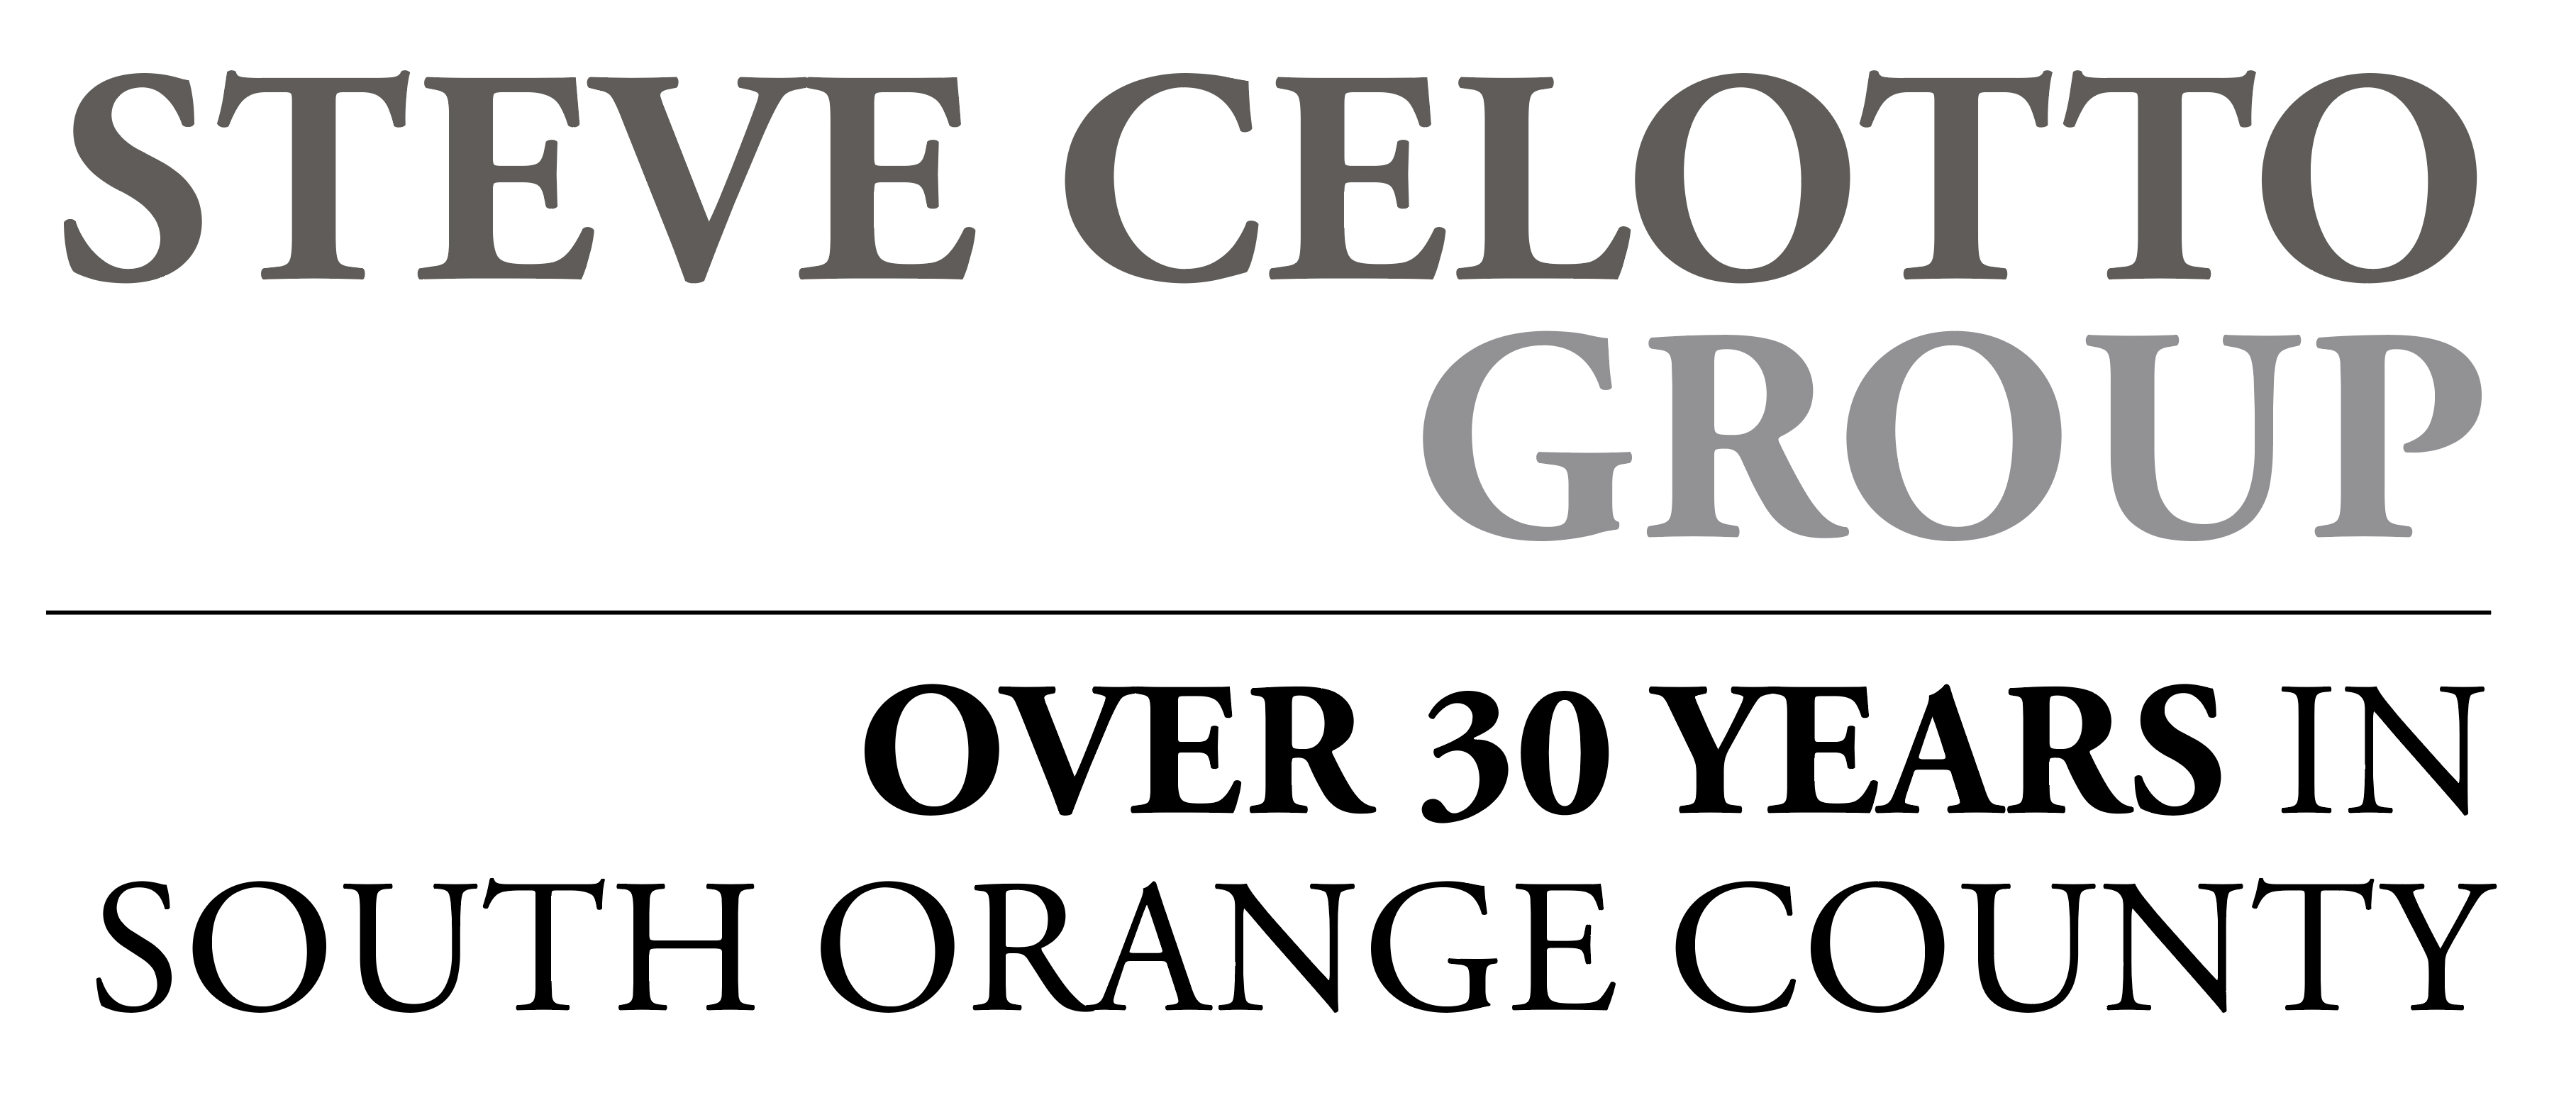 STEVE CELOTTO
GROUP
OVER 30 YEARS IN
SOUTH ORANGE COUNTY